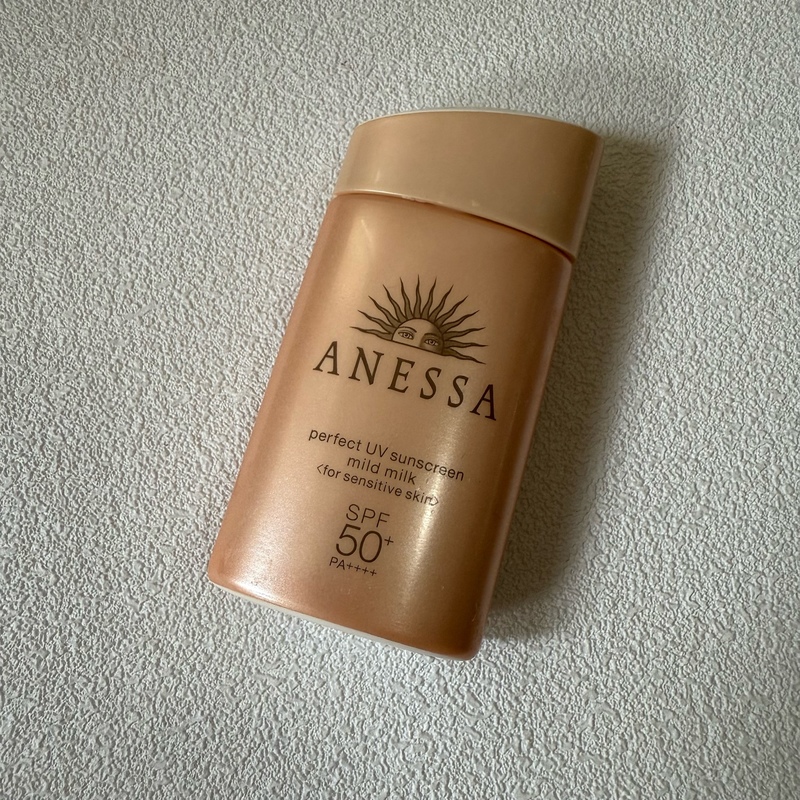 ANESSA
perfect UV sunscreen
mild milk
<for sensitive skin>
SPF
50+
PA++++